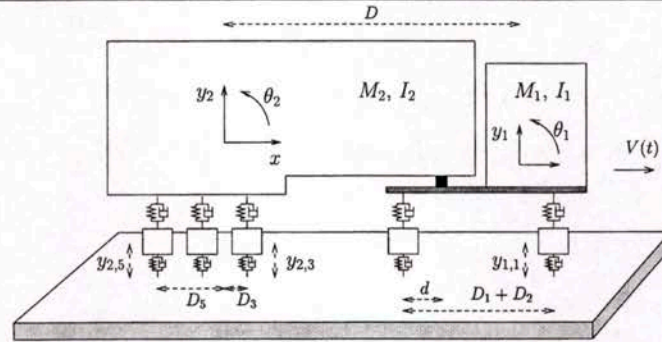 D
y₂
θ₂
M₂, I₂
x
M₁, I₁
y₁
θ₁
V(t)
y₂,₅
y₂,₃
y₁,₁
D₅
D₃
d
D₁ + D₂